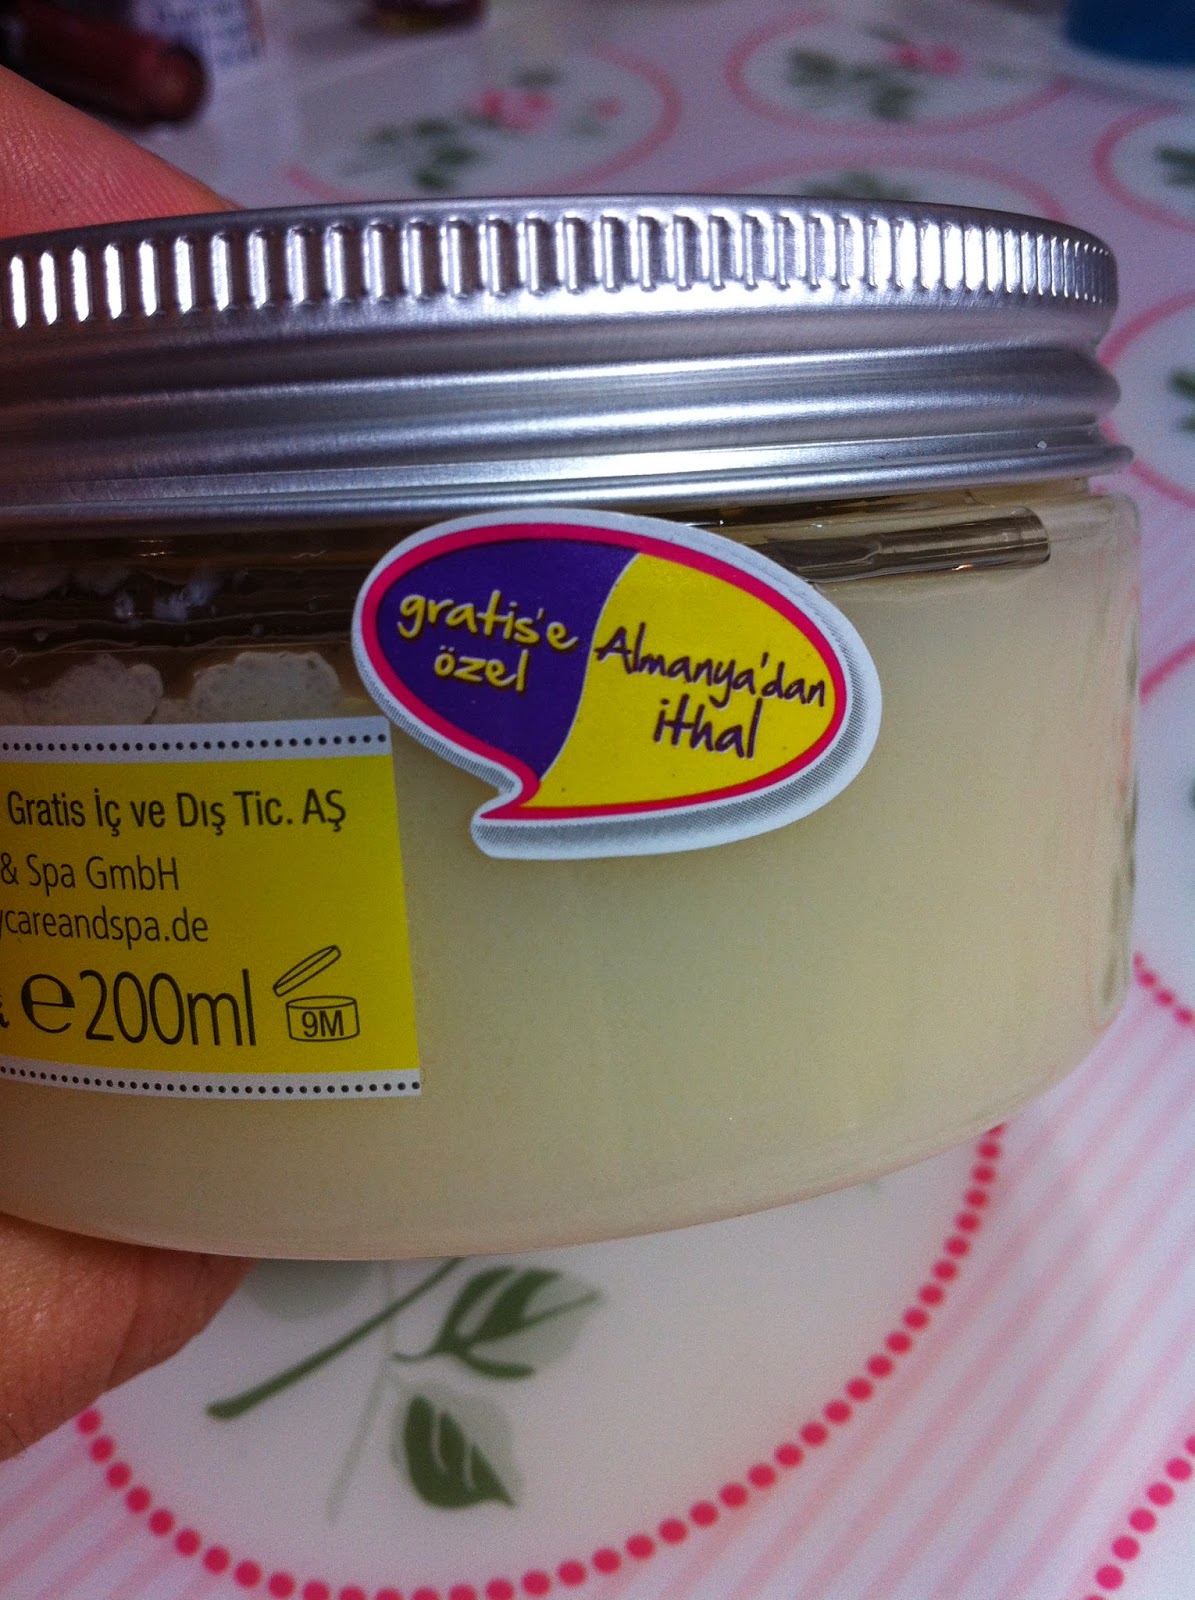 gratis'e
özel
Almanya'dan
ithal
Gratis İç ve Dış Tic. AŞ
& Spa GmbH
ycareandspa.de
e200ml
9M